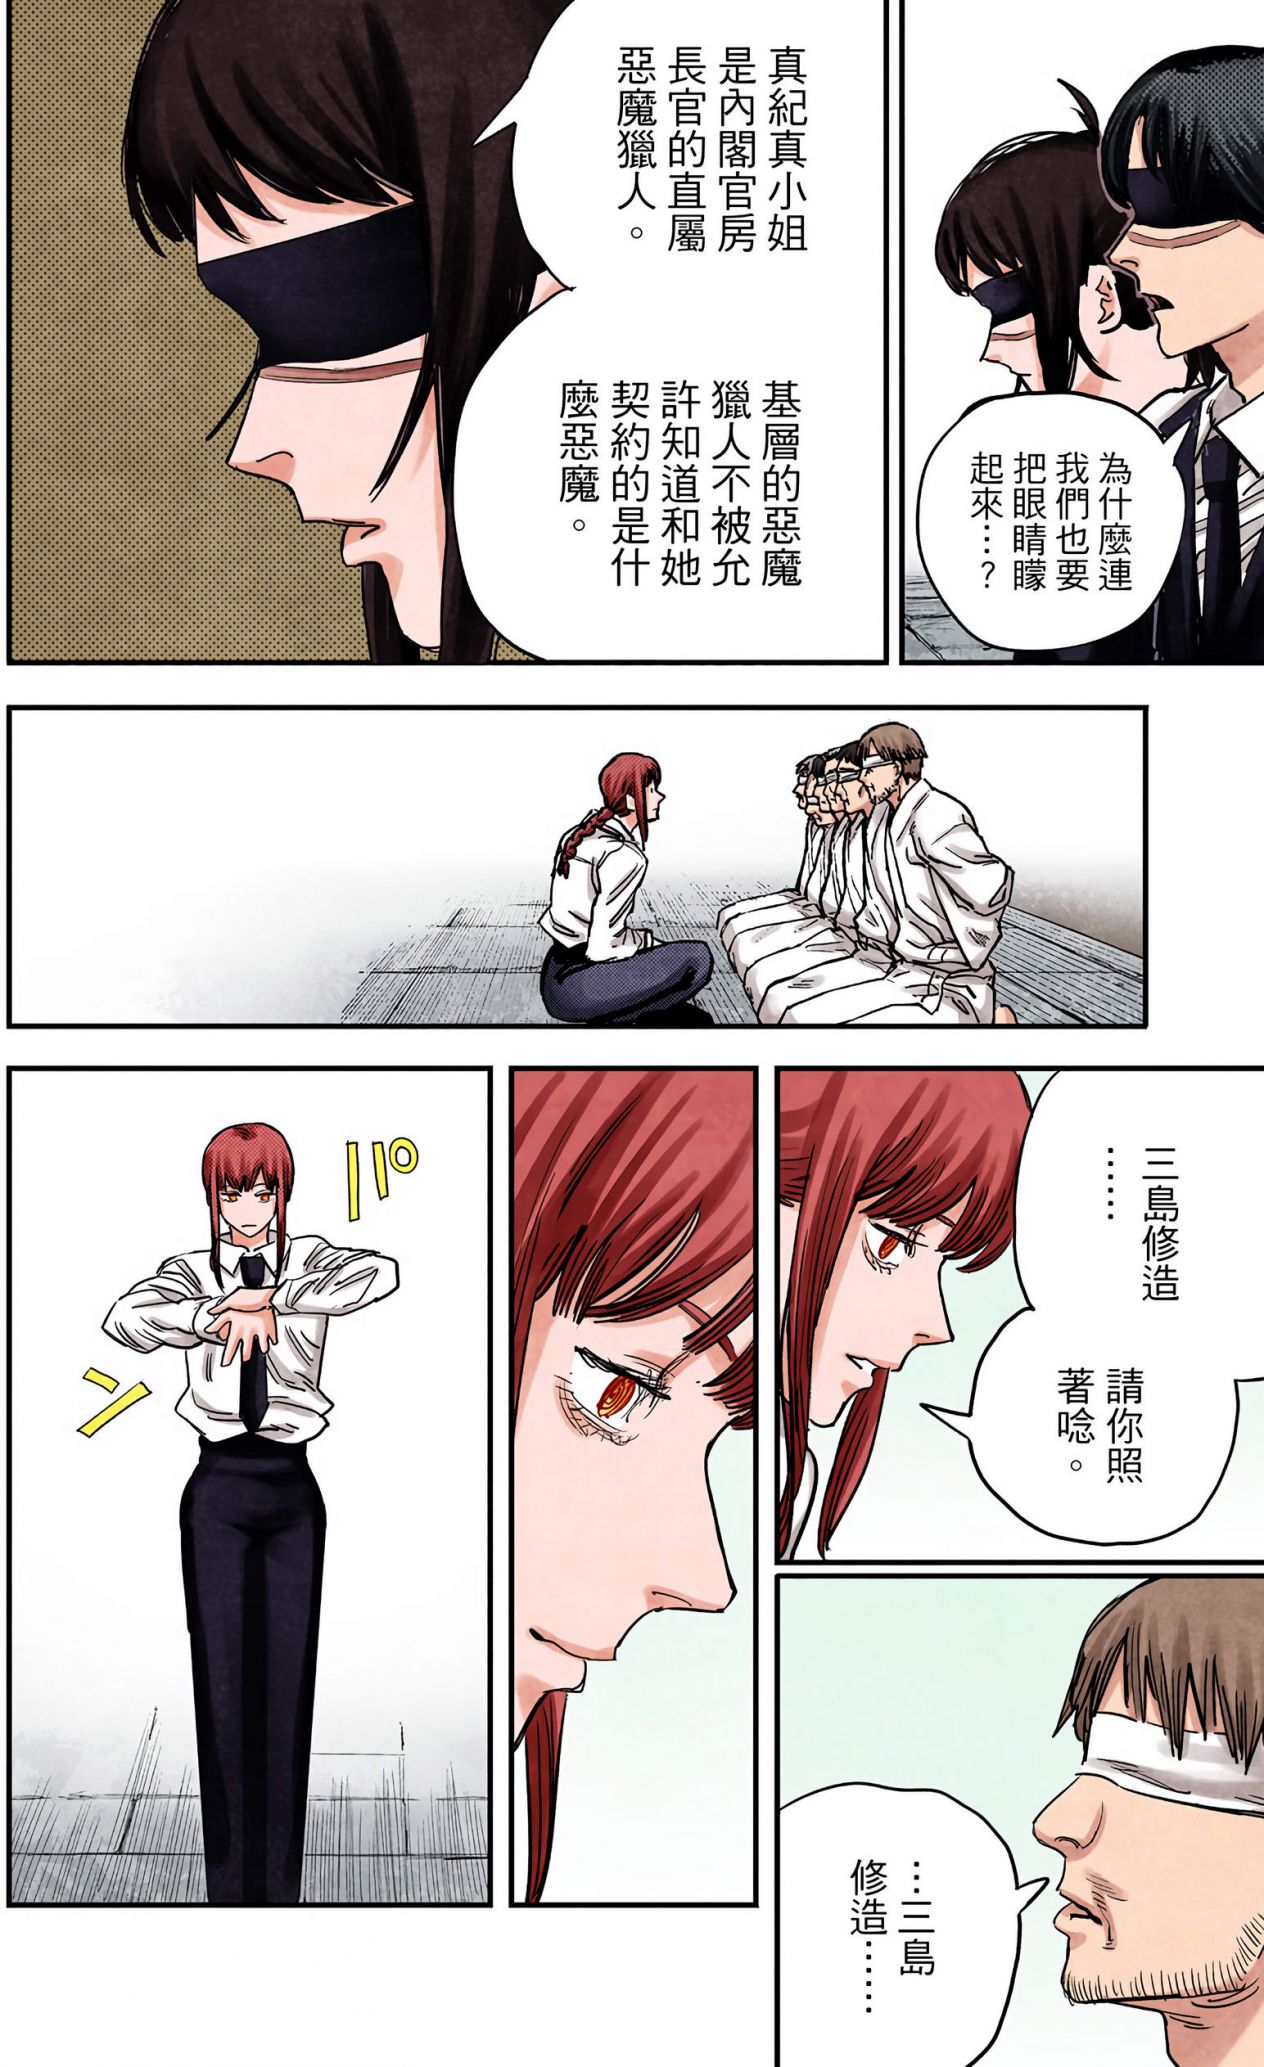 為什麼連
我們也要
把眼睛矇
起來…？
真紀真小姐
是內閣官房
長官的直屬
惡魔獵人。
基層的惡魔
獵人不被允
許知道和她
契約的是什
麼惡魔。
三島修造
……
請你照
著唸。
…三島
修造……
パン